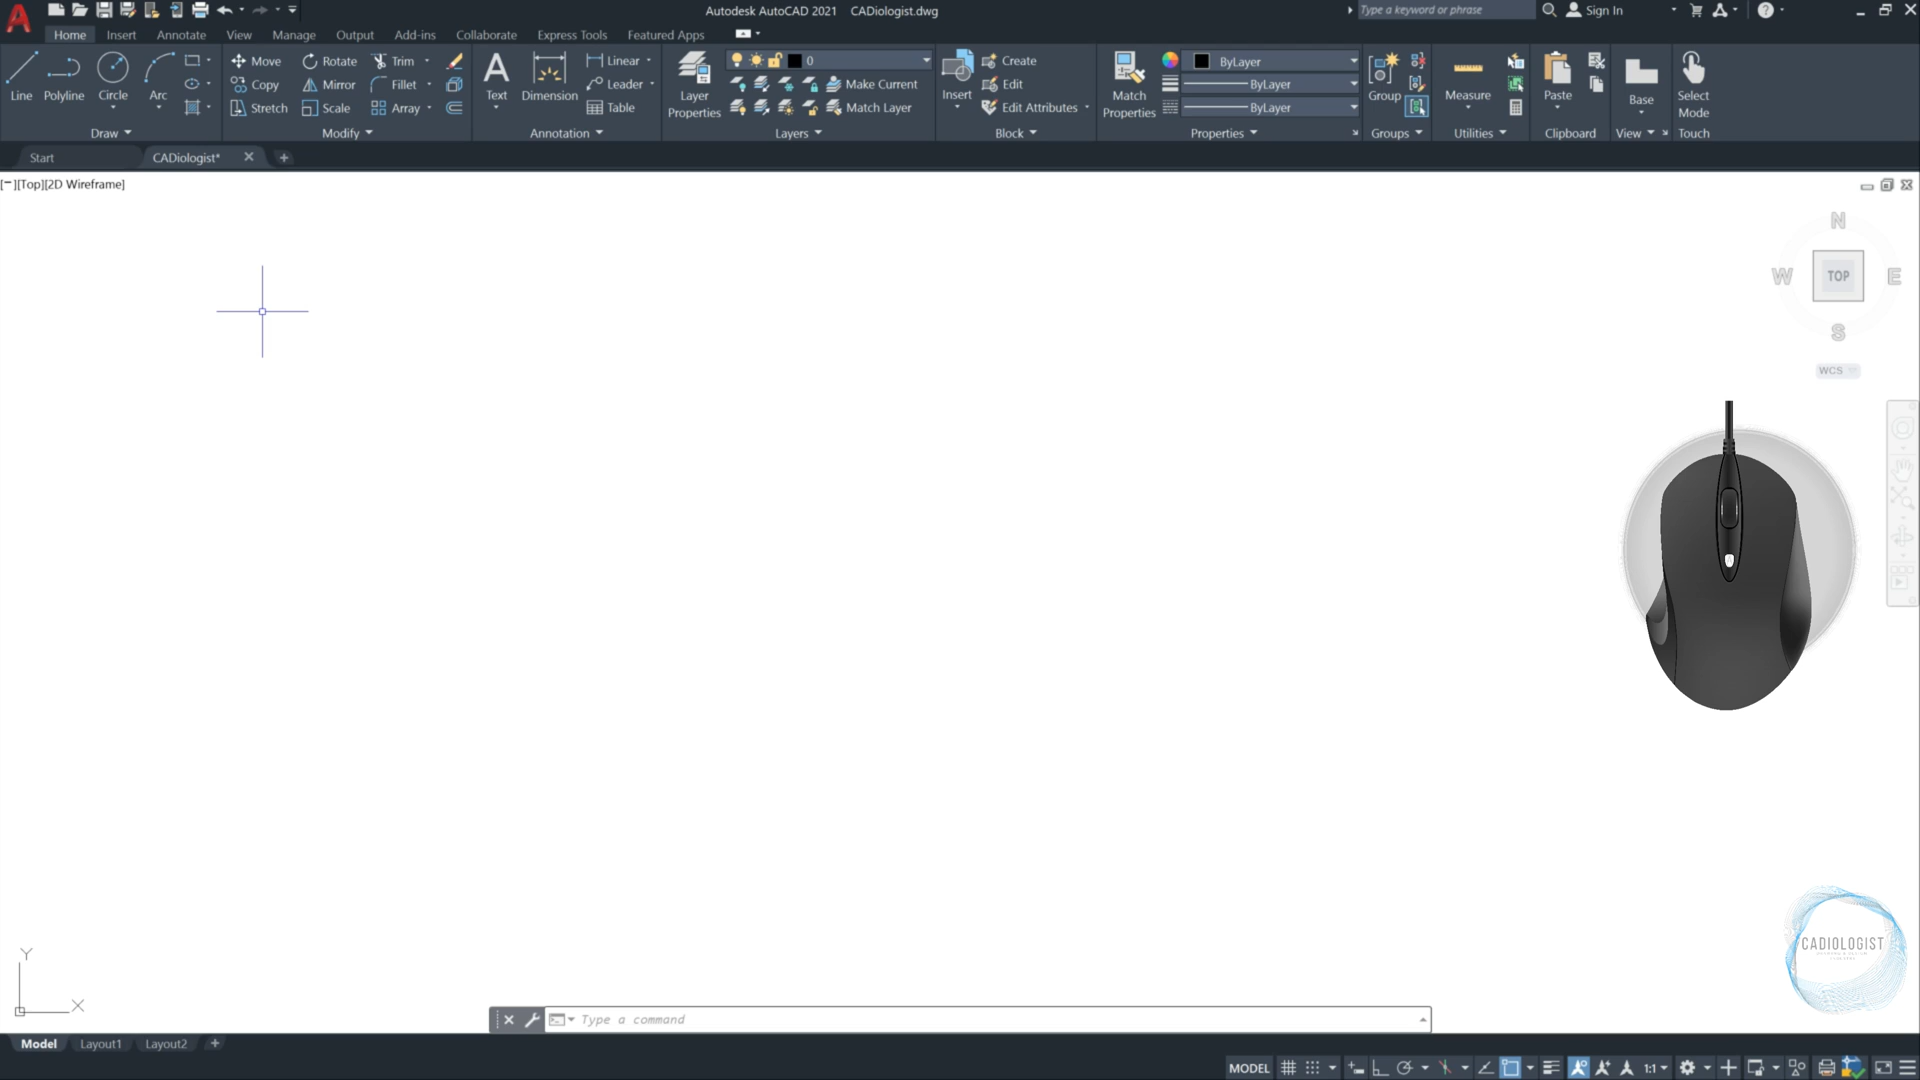 Autodesk AutoCAD 2021 CADiologist.dwg
Type a keyword or phrase
Sign In
Home Insert Annotate View Manage Output Add-ins Collaborate Express Tools Featured Apps
Line
Polyline
Circle
Arc
Draw
Move Rotate Trim
Copy Mirror Fillet
Stretch Scale Array
Modify
Text
Dimension
Linear
Leader
Table
Annotation
Layer
Properties
0
Make Current
Match Layer
Layers
Insert
Create
Edit
Edit Attributes
Block
Match
Properties
ByLayer
ByLayer
ByLayer
Properties
Group
Groups
Measure
Utilities
Paste
Clipboard
Base
View
Select
Mode
Touch
Start CADiologist*
[−][Top][2D Wireframe]
N
W TOP E
S
WCS
CADIOLOGIST
Y
X
Type a command
Model Layout1 Layout2
MODEL 1:1